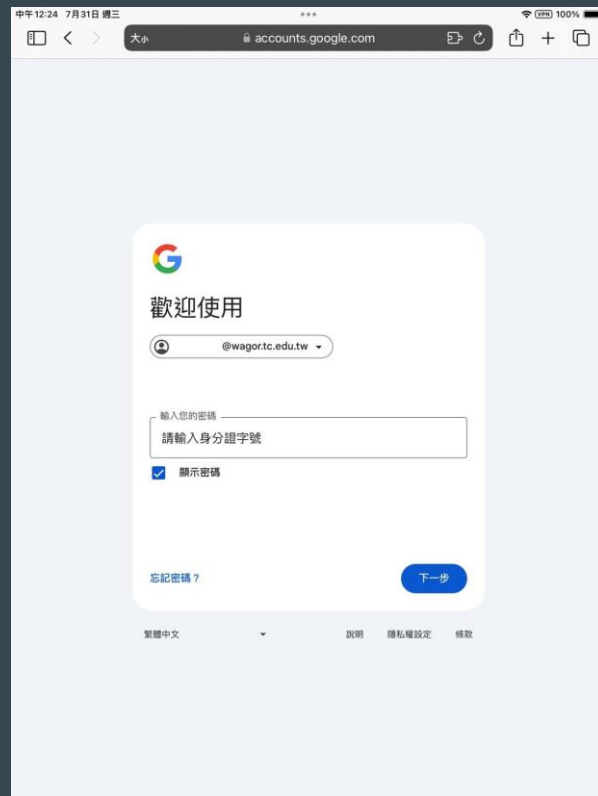 中午12:24 7月31日 週三
VPN 100%
大小 accounts.google.com
歡迎使用
@wagor.tc.edu.tw
輸入您的密碼
請輸入身分證字號
顯示密碼
忘記密碼？ 下一步
繁體中文 說明 隱私權設定 條款